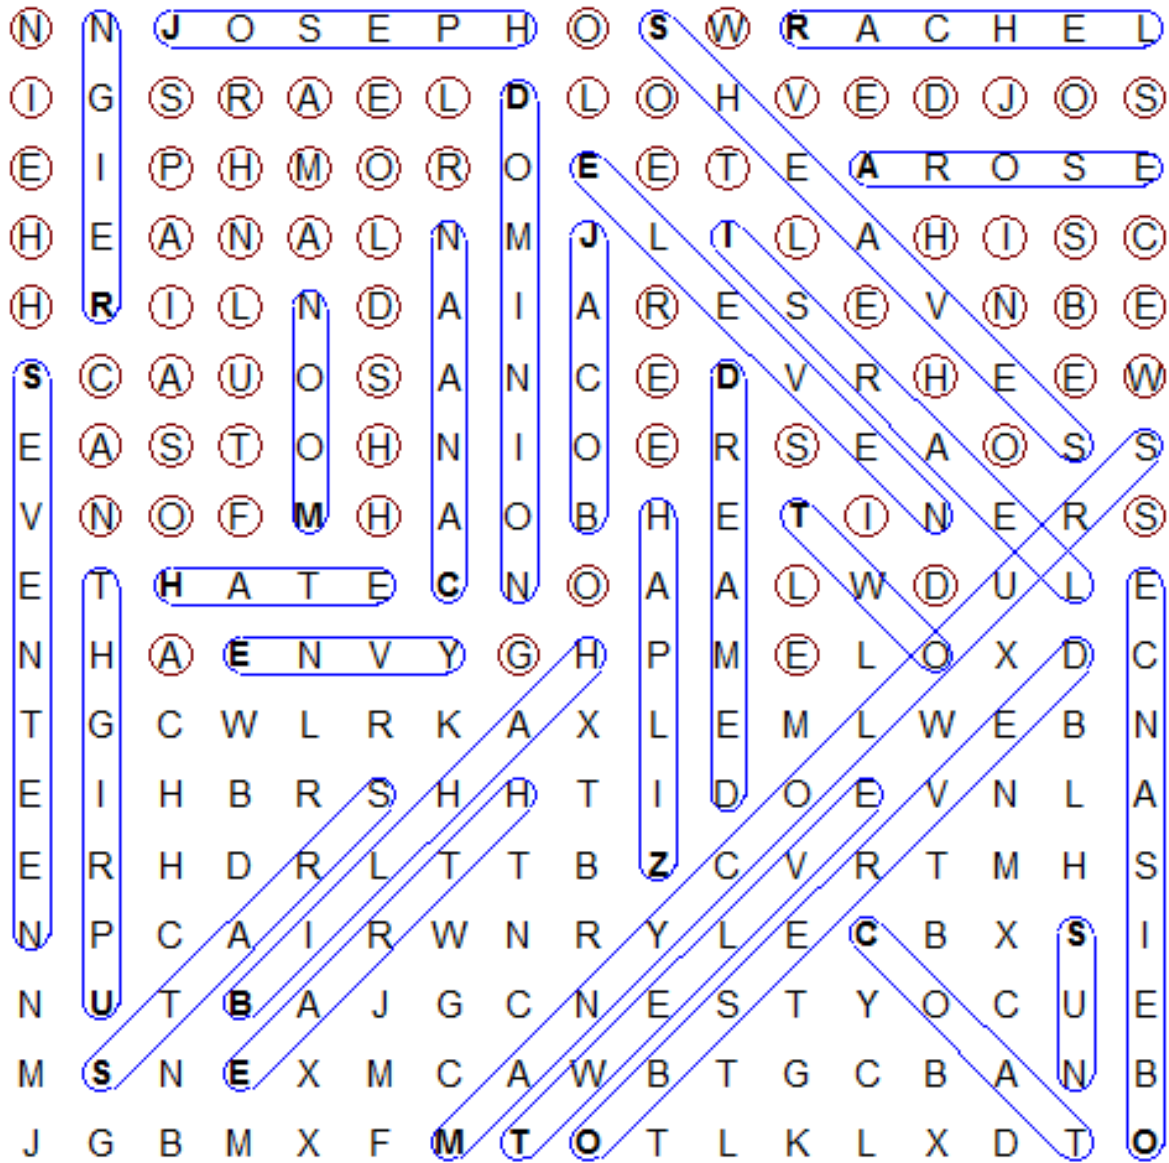 N N J O S E P H O S W R A C H E L
I G S R A E L D L O H V E D J O S
E I P H M O R O E E T E A R O S E
H E A N A L N M J L I L A H I S C
H R I L N D A I A R E S E V N B E
S C A U O S A N C E D V R H E E W
E A S T O H N I O E R S E A O S S
V N O F M H A O B H E T I N E R S
E T H A T E C N O A A L W D U L E
N H A E N V Y G H P M E L O X D C
T G C W L R K A X L E M L W E B N
E I H B R S H H T I D O E V N L A
E R H D R L T T B Z C V R T M H S
N P C A I R W N R Y L E C B X S I
N U T B A J G C N E S T Y O C U E
M S N E X M C A W B T G C B A N B
J G B M X F M T O T L K L X D T O